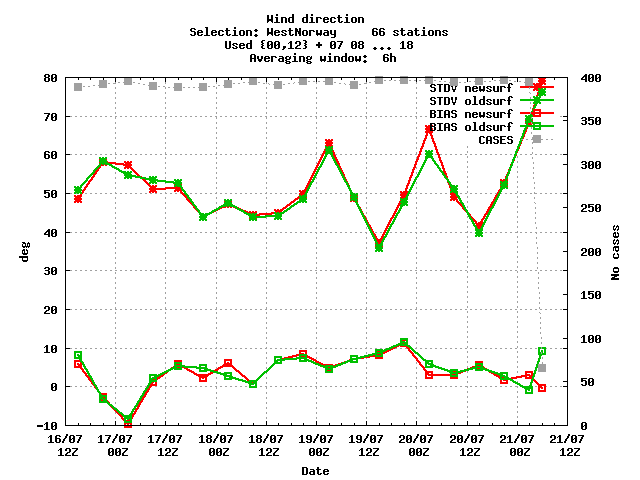 Wind direction
Selection: WestNorway 66 stations
Used {00,12} + 07 08 ... 18
Averaging window: 6h
80 400
STDV newsurf
STDV oldsurf
BIAS newsurf
BIAS oldsurf
CASES
70 350
60 300
50 250
40 200
30 150
20 100
10 50
0 0
-10
deg
No cases
16/07 17/07 17/07 18/07 18/07 19/07 19/07 20/07 20/07 21/07 21/07
12Z 00Z 12Z 00Z 12Z 00Z 12Z 00Z 12Z 00Z 12Z
Date